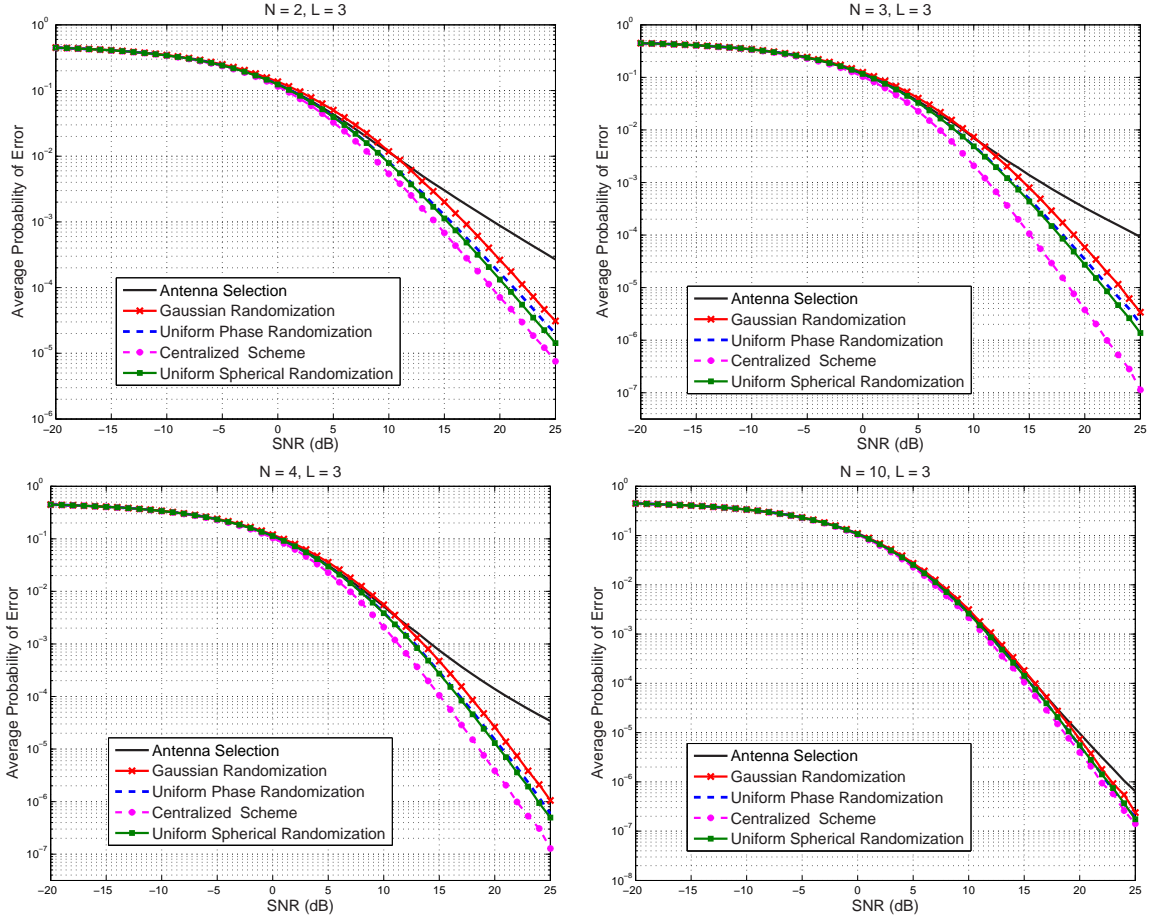 N = 2, L = 3
10⁰
10⁻¹
10⁻²
10⁻³
10⁻⁴
10⁻⁵
10⁻⁶
Average Probability of Error
Antenna Selection
Gaussian Randomization
Uniform Phase Randomization
Centralized Scheme
Uniform Spherical Randomization
−20 −15 −10 −5 0 5 10 15 20 25
SNR (dB)
N = 3, L = 3
10⁰
10⁻¹
10⁻²
10⁻³
10⁻⁴
10⁻⁵
10⁻⁶
10⁻⁷
Average Probability of Error
Antenna Selection
Gaussian Randomization
Uniform Phase Randomization
Centralized Scheme
Uniform Spherical Randomization
−20 −15 −10 −5 0 5 10 15 20 25
SNR (dB)
N = 4, L = 3
10⁰
10⁻¹
10⁻²
10⁻³
10⁻⁴
10⁻⁵
10⁻⁶
10⁻⁷
Average Probability of Error
Antenna Selection
Gaussian Randomization
Uniform Phase Randomization
Centralized Scheme
Uniform Spherical Randomization
−20 −15 −10 −5 0 5 10 15 20 25
SNR (dB)
N = 10, L = 3
10⁰
10⁻¹
10⁻²
10⁻³
10⁻⁴
10⁻⁵
10⁻⁶
10⁻⁷
10⁻⁸
Average Probability of Error
Antenna Selection
Gaussian Randomization
Uniform Phase Randomization
Centralized Scheme
Uniform Spherical Randomization
−20 −15 −10 −5 0 5 10 15 20 25
SNR (dB)